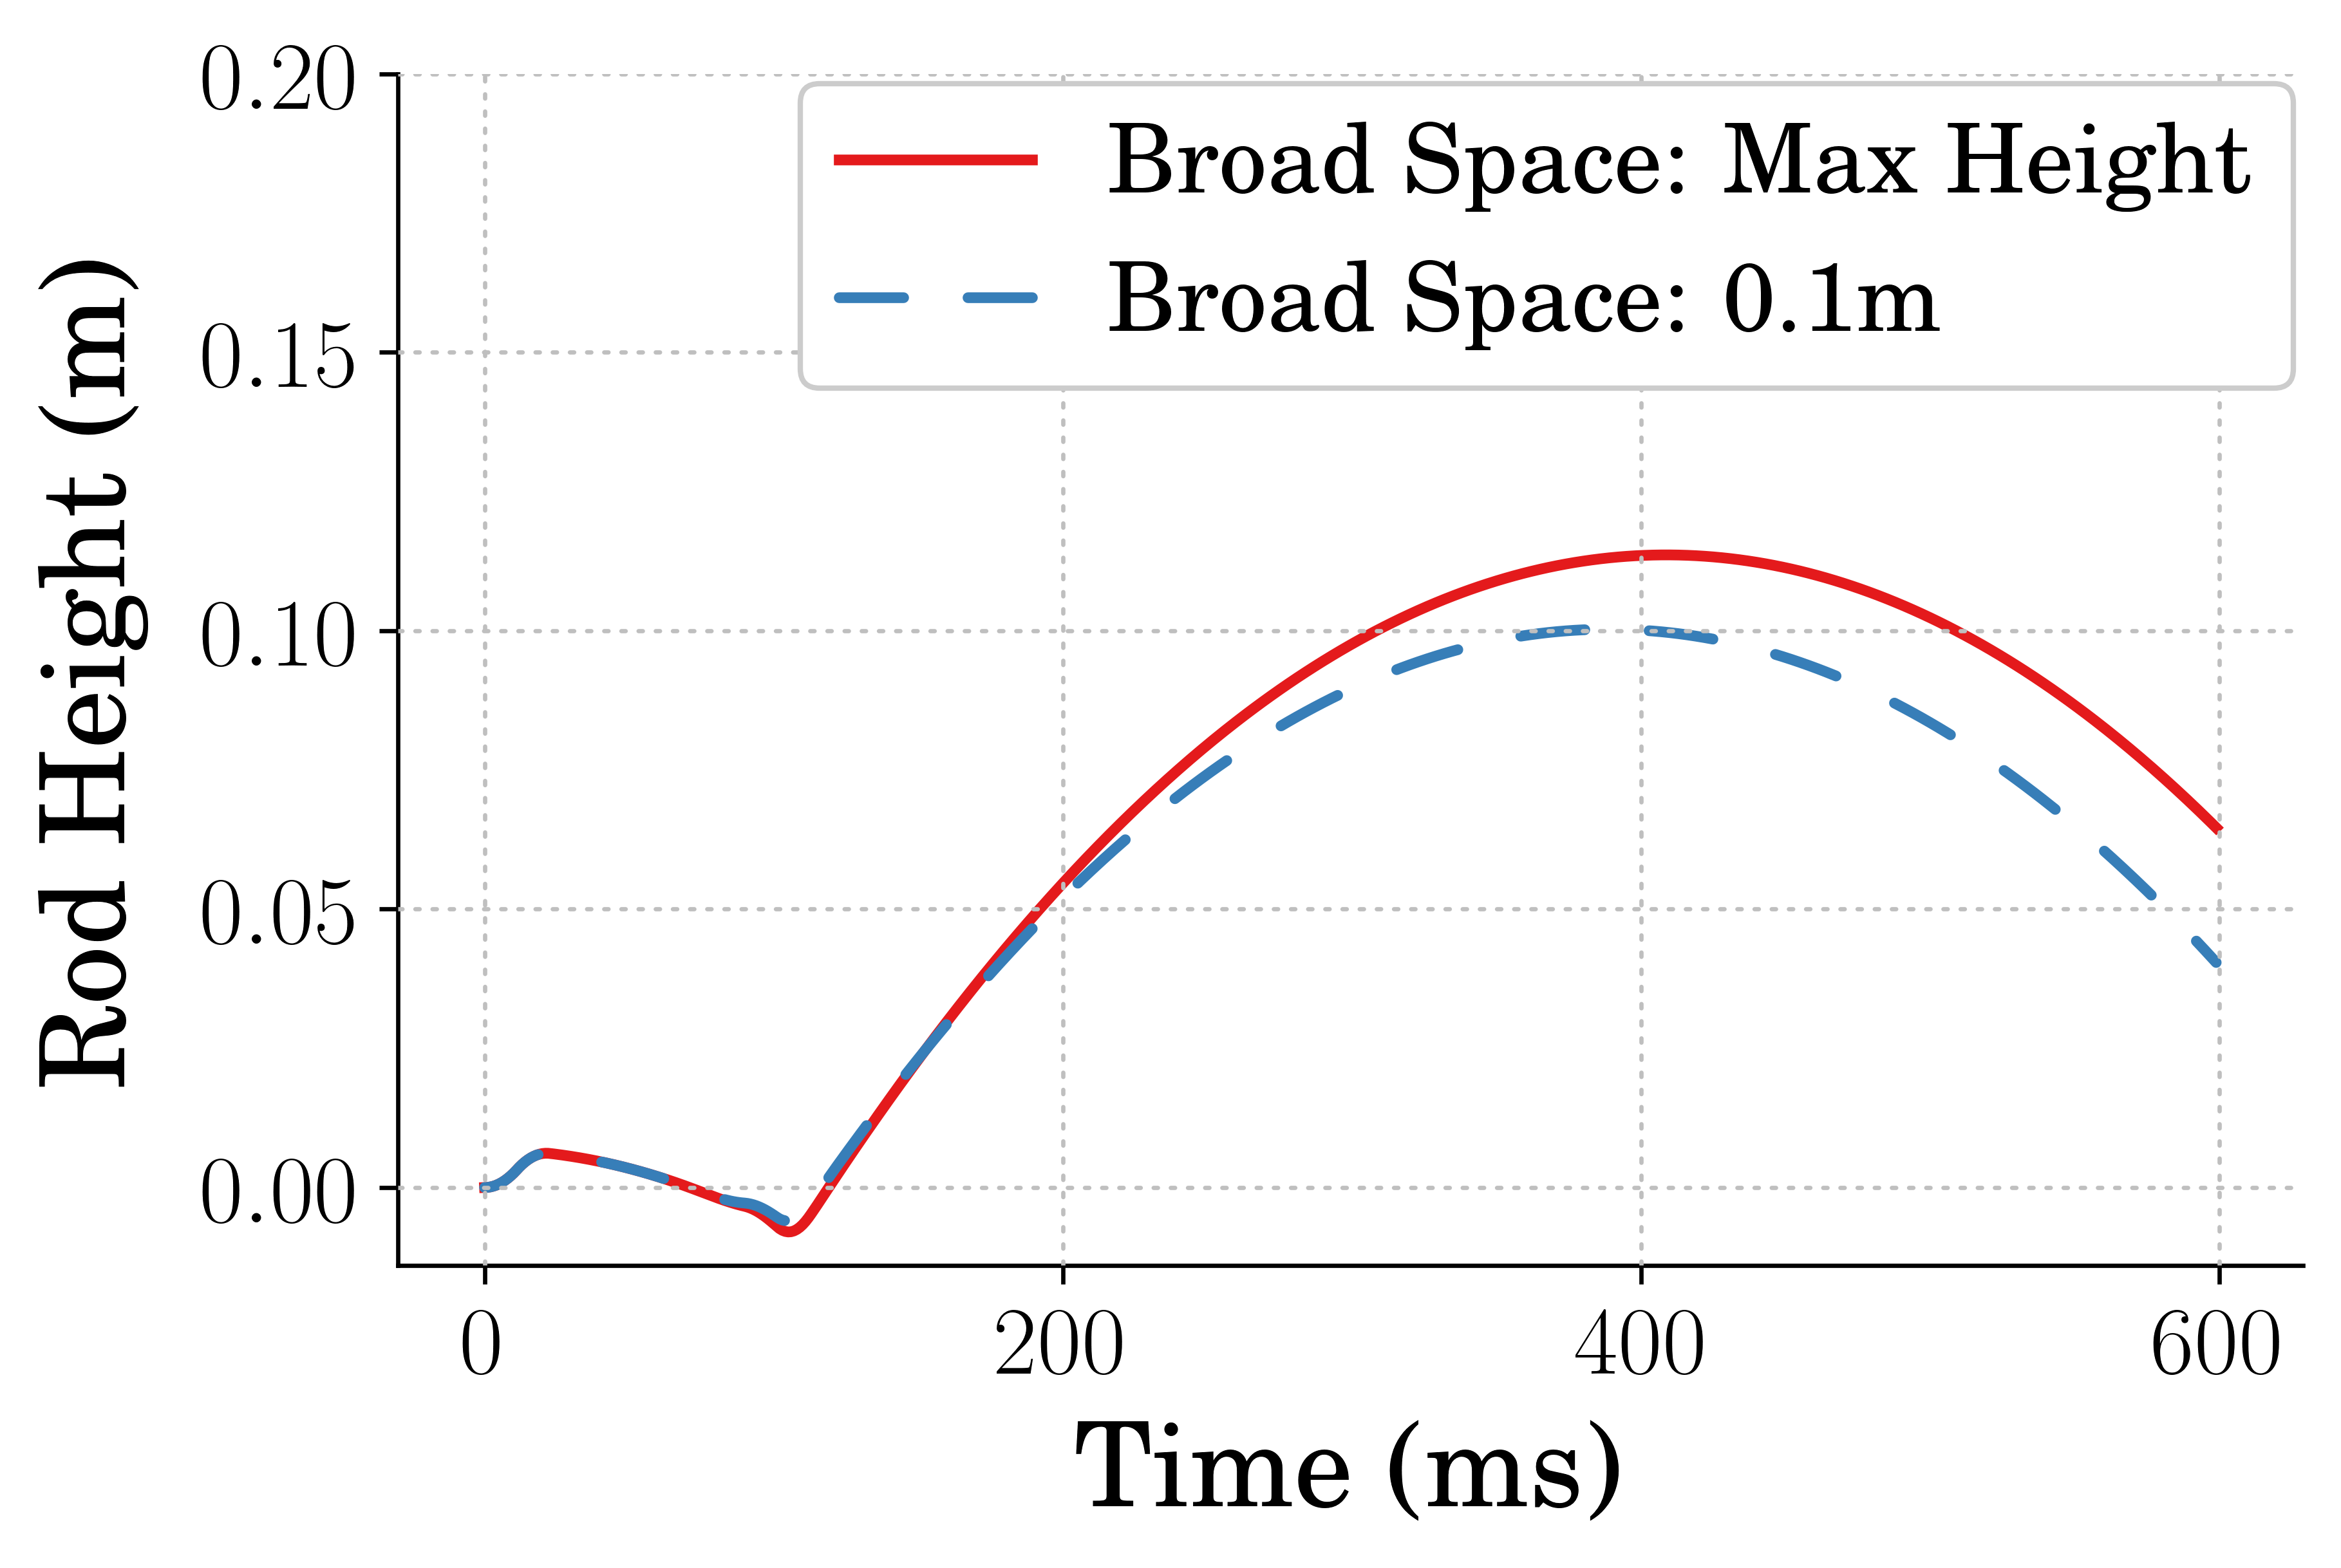 0.20
0.15
0.10
0.05
0.00
Rod Height (m)
Broad Space: Max Height
Broad Space: 0.1m
0
200
400
600
Time (ms)